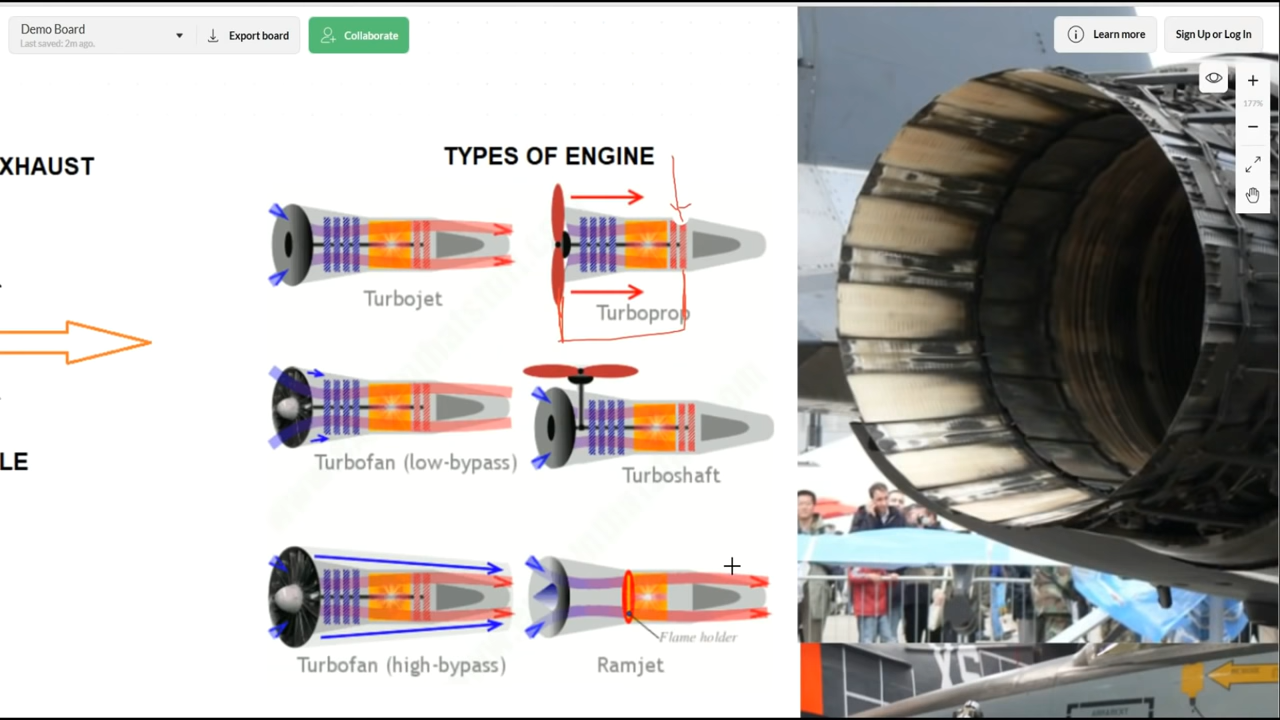 Demo Board
Last saved: 2m ago.
Export board
Collaborate
Learn more
Sign Up or Log In
177%
XHAUST
TYPES OF ENGINE
Turbojet
Turboprop
LE
Turbofan (low-bypass)
Turboshaft
Flame holder
Turbofan (high-bypass)
Ramjet